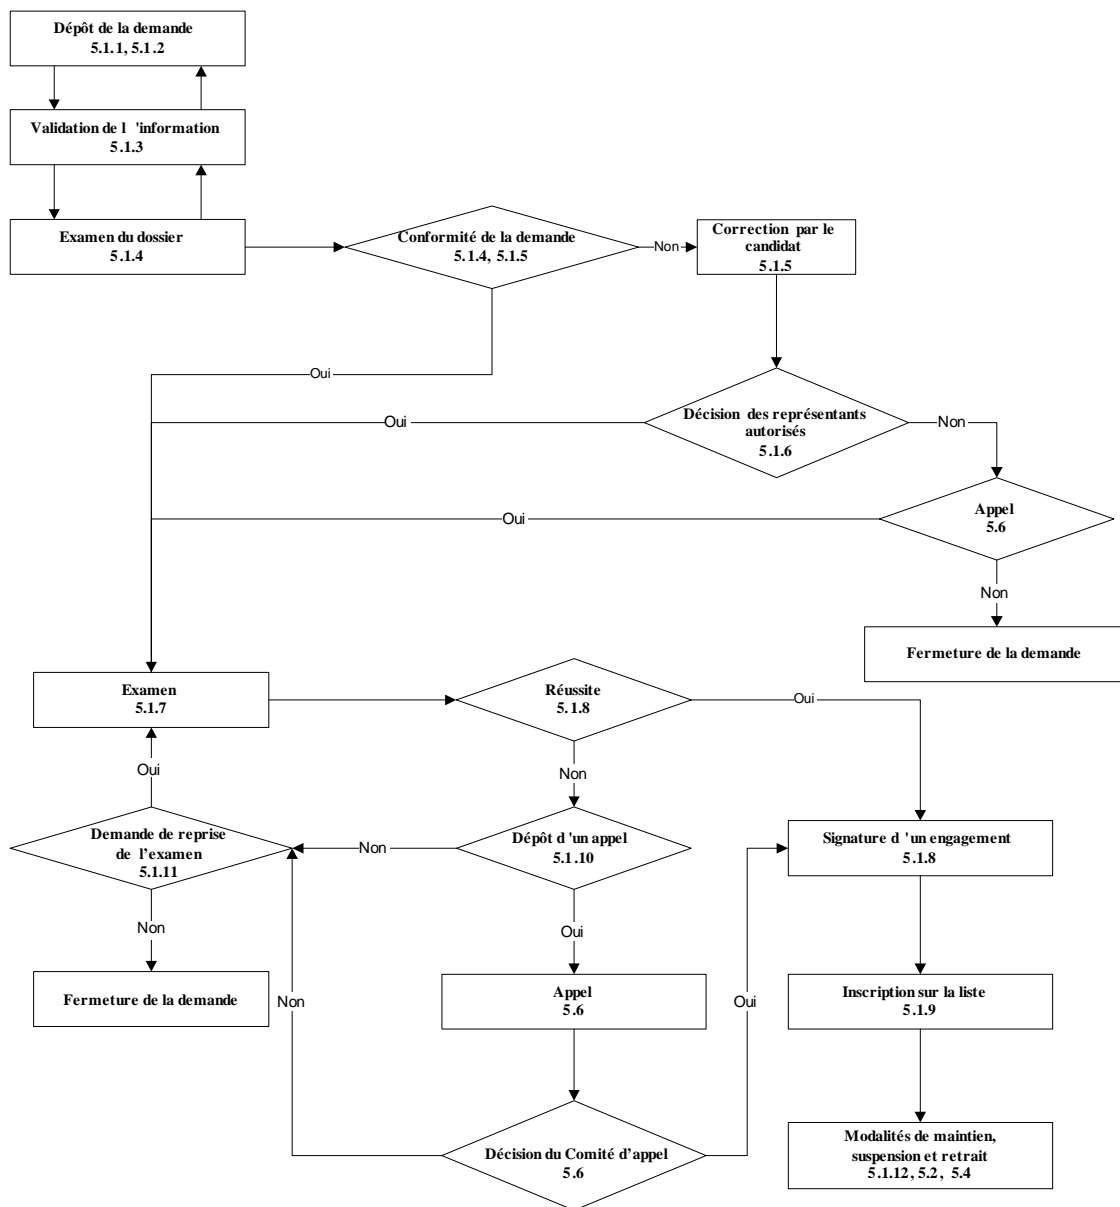 Dépôt de la demande
5.1.1, 5.1.2
Validation de l 'information
5.1.3
Examen du dossier
5.1.4
Conformité de la demande
5.1.4, 5.1.5
Non
Correction par le
candidat
5.1.5
Oui
Décision des représentants
autorisés
5.1.6
Oui
Non
Appel
5.6
Oui
Non
Fermeture de la demande
Examen
5.1.7
Réussite
5.1.8
Oui
Oui
Non
Demande de reprise
de l'examen
5.1.11
Non
Dépôt d 'un appel
5.1.10
Signature d 'un engagement
5.1.8
Non
Oui
Fermeture de la demande
Non
Appel
5.6
Oui
Inscription sur la liste
5.1.9
Décision du Comité d'appel
5.6
Modalités de maintien,
suspension et retrait
5.1.12, 5.2, 5.4